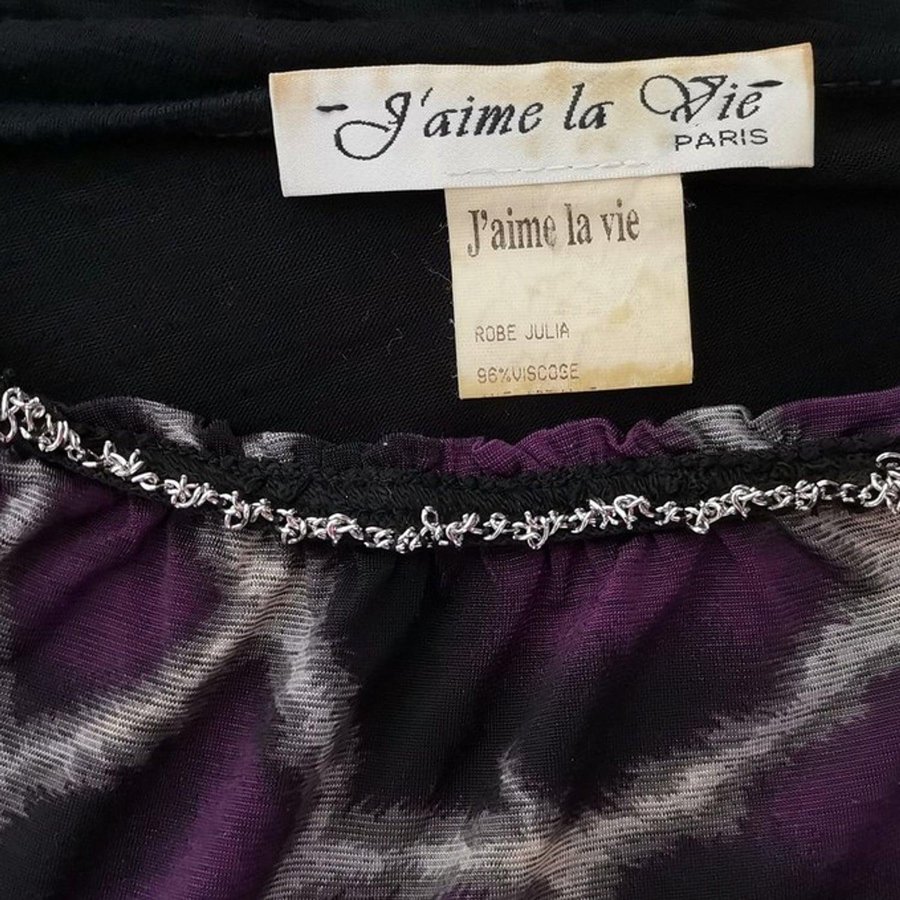 - J'aime la Vie -
PARIS
J'aime la vie
ROBE JULIA
96%VISCOSE